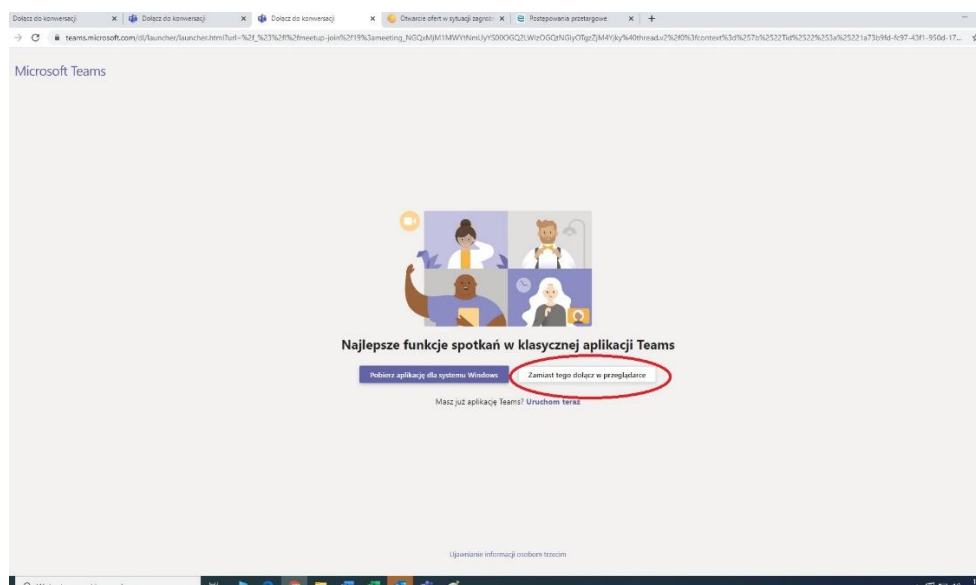 Dołącz do konwersacji
Dołącz do konwersacji
Dołącz do konwersacji
Otwarcie ofert w sytuacji
Postępowania przetargowe
Microsoft Teams
Najlepsze funkcje spotkań w klasycznej aplikacji Teams
Pobierz aplikację dla systemu Windows
Zamiast tego dołącz w przeglądarce
Masz już aplikację Teams? Uruchom teraz
Ujawnianie informacji osobom trzecim